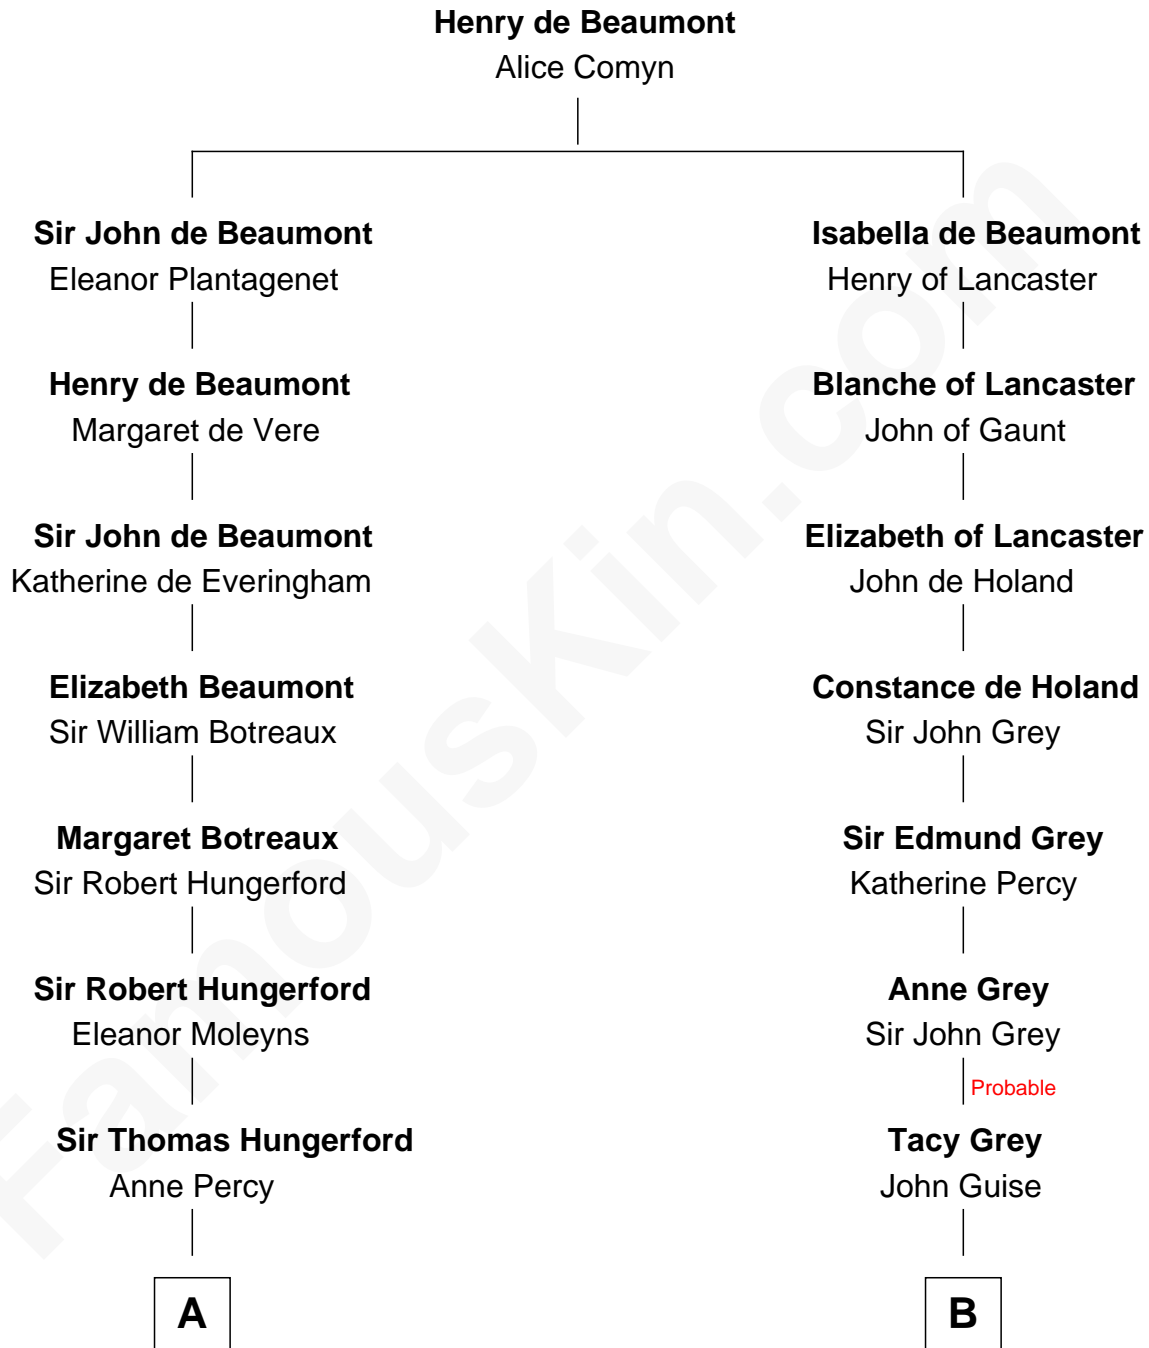 Henry de Beaumont
Alice Comyn
Sir John de Beaumont
Eleanor Plantagenet
Henry de Beaumont
Margaret de Vere
Sir John de Beaumont
Katherine de Everingham
Elizabeth Beaumont
Sir William Botreaux
Margaret Botreaux
Sir Robert Hungerford
Sir Robert Hungerford
Eleanor Moleyns
Sir Thomas Hungerford
Anne Percy
A
Isabella de Beaumont
Henry of Lancaster
Blanche of Lancaster
John of Gaunt
Elizabeth of Lancaster
John de Holand
Constance de Holand
Sir John Grey
Sir Edmund Grey
Katherine Percy
Anne Grey
Sir John Grey
Probable
Tacy Grey
John Guise
B
FamousKin.com